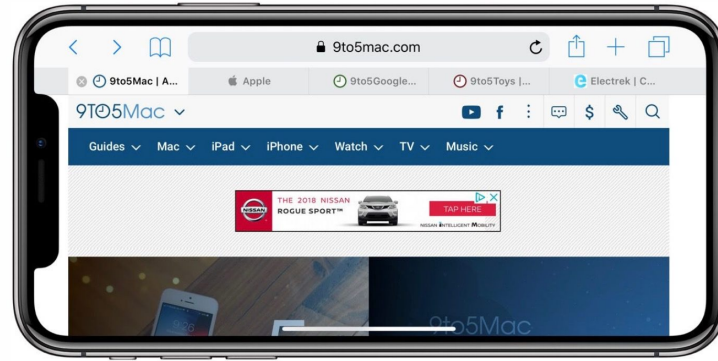 9to5mac.com
9to5Mac | A...
Apple
9to5Google...
9to5Toys |...
Electrek | C...
9TO5Mac
$
Guides Mac iPad iPhone Watch TV Music
THE 2018 NISSAN
ROGUE SPORT™
NISSAN
TAP HERE
NISSAN INTELLIGENT MOBILITY
9to5Mac